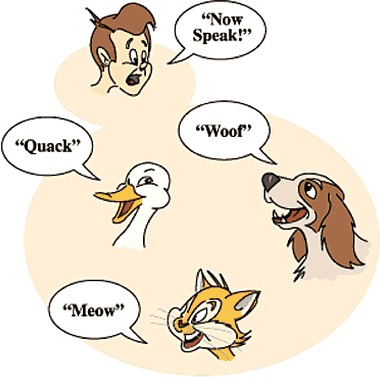 “Now
Speak!”
“Quack”
“Woof”
“Meow”